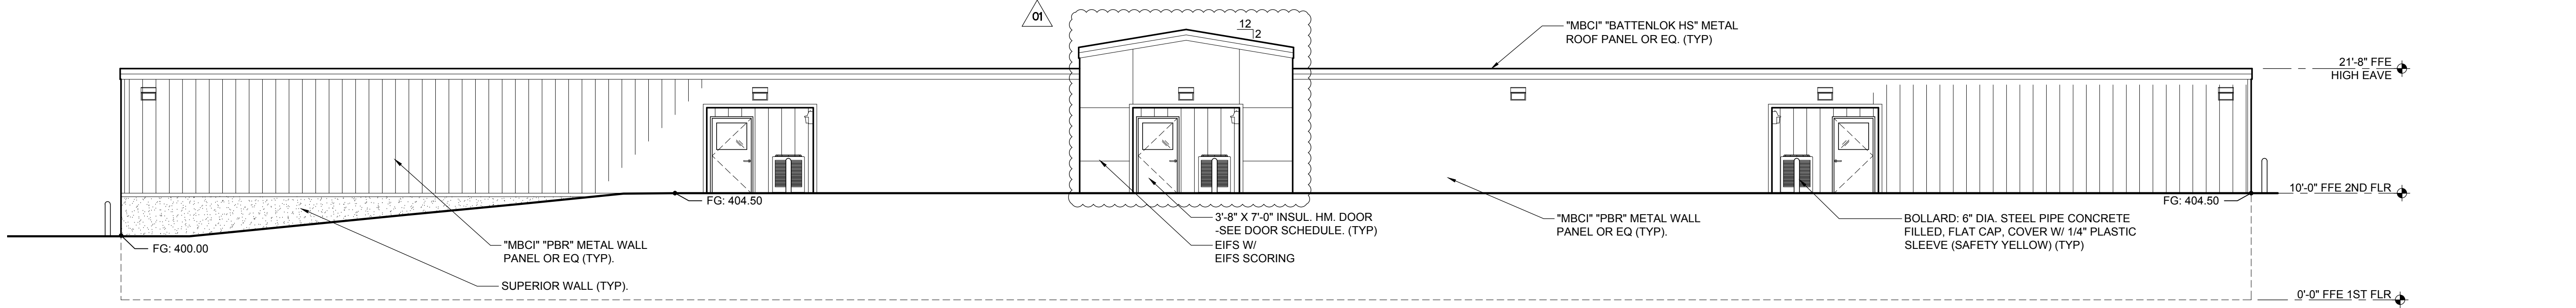 01
12
2
"MBCI" "BATTENLOK HS" METAL
ROOF PANEL OR EQ. (TYP)
21'-8" FFE
HIGH EAVE
10'-0" FFE 2ND FLR
FG: 404.50
FG: 404.50
3'-8" X 7'-0" INSUL. HM. DOOR
-SEE DOOR SCHEDULE. (TYP)
EIFS W/
EIFS SCORING
"MBCI" "PBR" METAL WALL
PANEL OR EQ (TYP).
BOLLARD: 6" DIA. STEEL PIPE CONCRETE
FILLED, FLAT CAP, COVER W/ 1/4" PLASTIC
SLEEVE (SAFETY YELLOW) (TYP)
FG: 400.00
"MBCI" "PBR" METAL WALL
PANEL OR EQ (TYP).
SUPERIOR WALL (TYP).
0'-0" FFE 1ST FLR